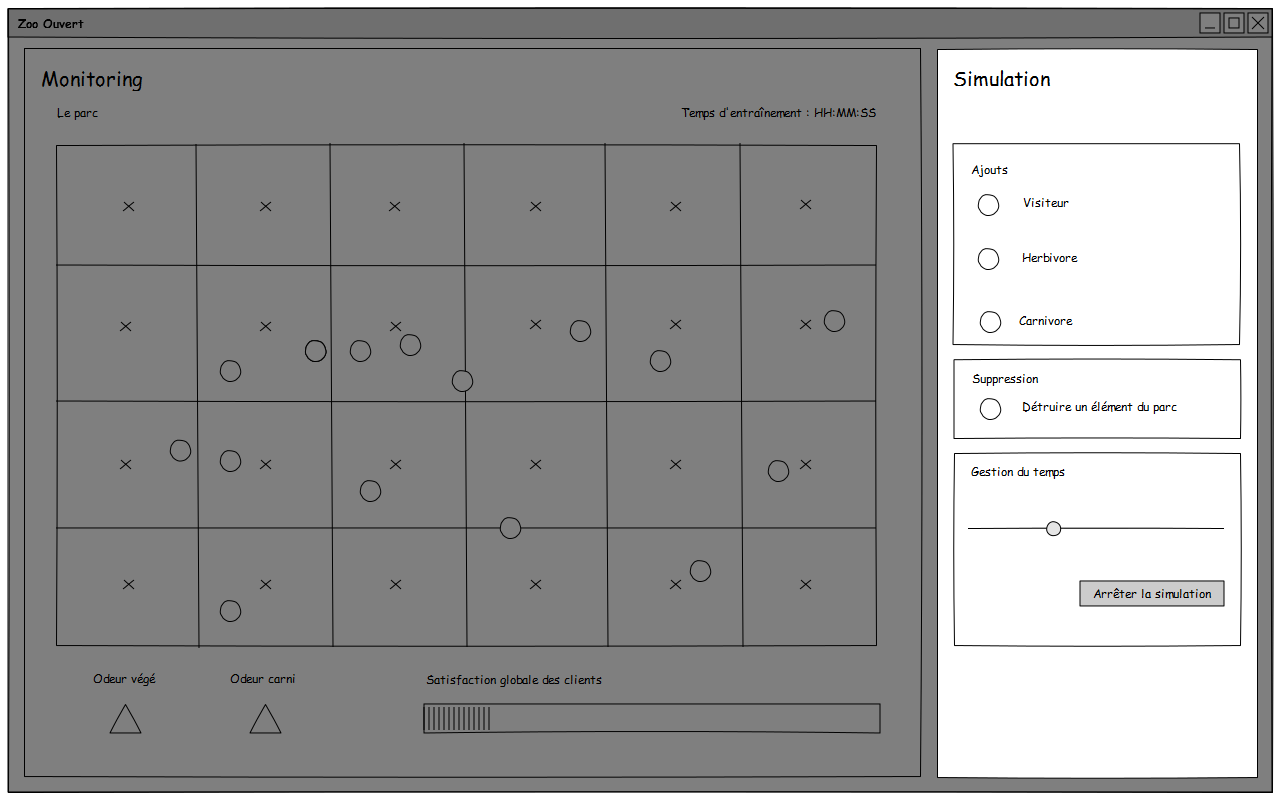 Zoo Ouvert
Monitoring
Le parc
Temps d'entraînement : HH:MM:SS
Odeur végé
Odeur carni
Satisfaction globale des clients
Simulation
Ajouts
Visiteur
Herbivore
Carnivore
Suppression
Détruire un élément du parc
Gestion du temps
Arrêter la simulation